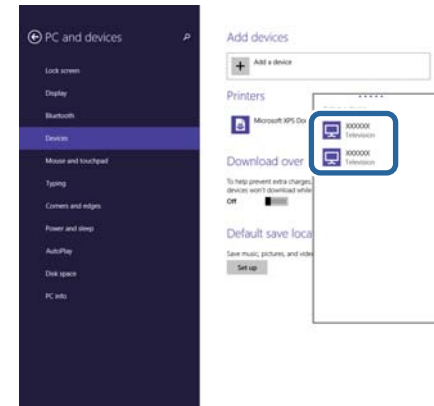 PC and devices
Lock screen
Display
Bluetooth
Devices
Mouse and touchpad
Typing
Corners and edges
Power and sleep
AutoPlay
Disk space
PC info
Add devices
Add a device
Printers
Microsoft XPS Do
XXXXXX
Television
XXXXXX
Television
Download over
To help prevent extra charges,
devices won't download while
Off
Default save loca
Save music, pictures, and vide
Set up